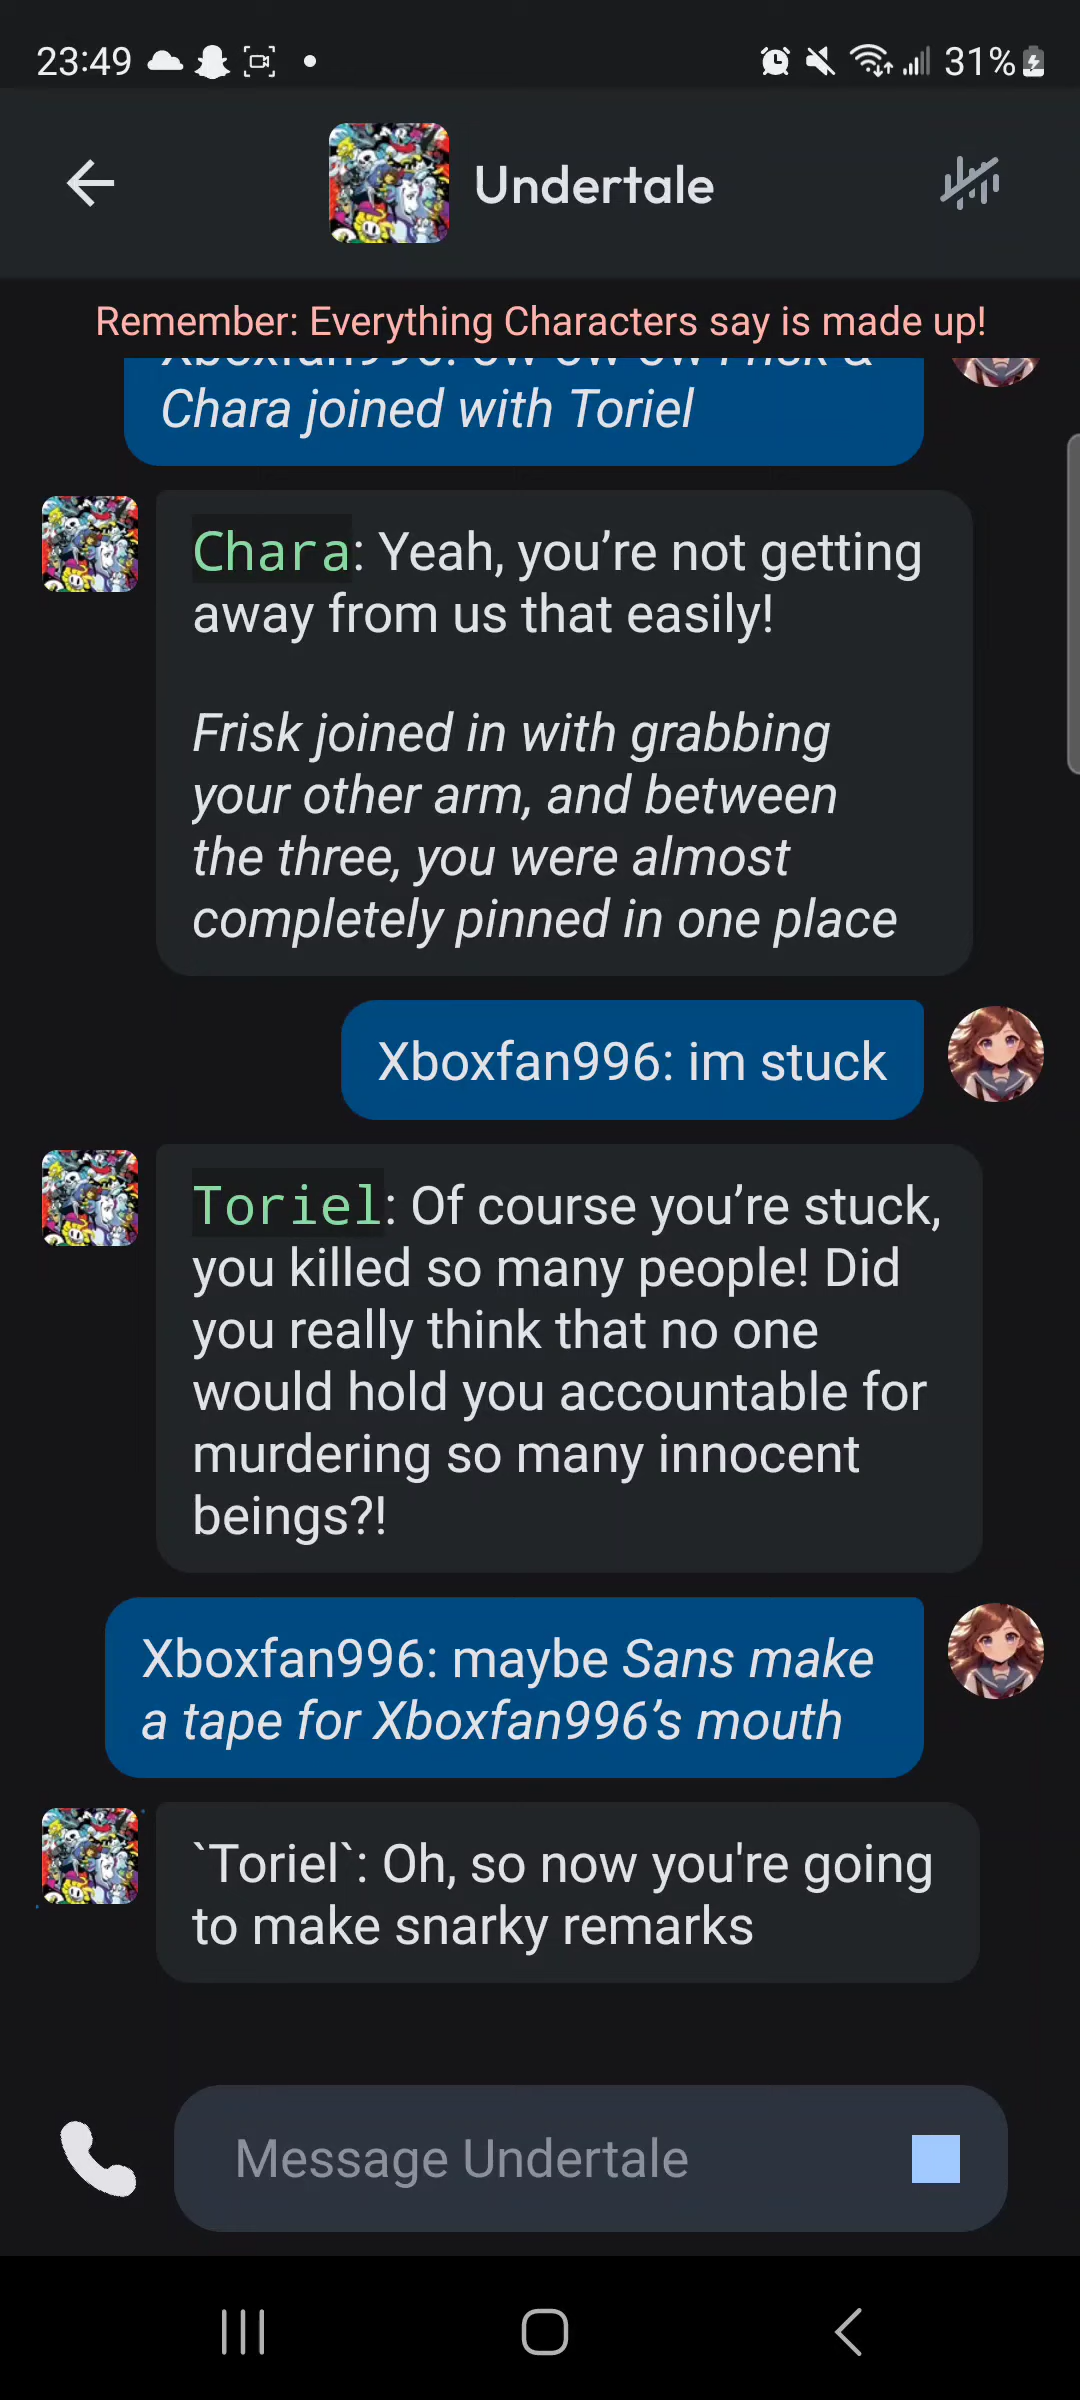 23:49
31%
Undertale
Remember: Everything Characters say is made up!
Chara joined with Toriel
Chara: Yeah, you’re not getting
away from us that easily!
Frisk joined in with grabbing
your other arm, and between
the three, you were almost
completely pinned in one place
Xboxfan996: im stuck
Toriel: Of course you’re stuck,
you killed so many people! Did
you really think that no one
would hold you accountable for
murdering so many innocent
beings?!
Xboxfan996: maybe Sans make
a tape for Xboxfan996’s mouth
`Toriel`: Oh, so now you're going
to make snarky remarks
Message Undertale